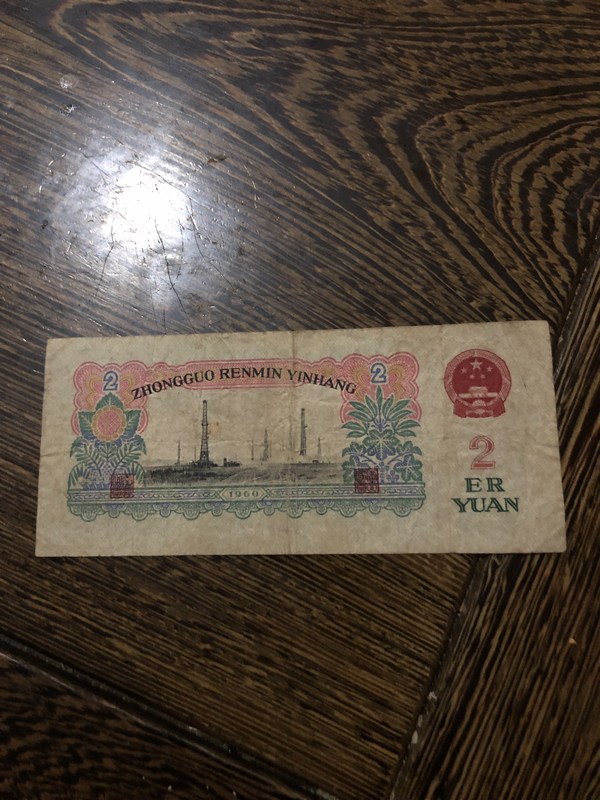 2
ZHONGGUO RENMIN YINHANG
2
1960
2
ER
YUAN